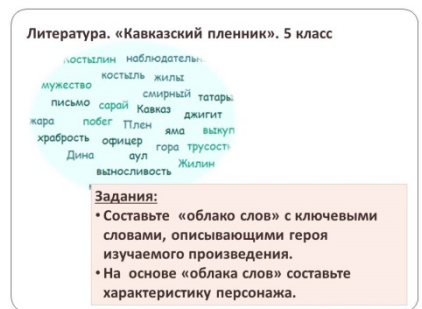 Литература. «Кавказский пленник». 5 класс
Костылин наблюдательн
костыль жилы
мужество смирный татары
письмо сарай Кавказ джигит
жара побег Плен яма выкуп
храбрость офицер гора трусость
Дина аул Жилин
выносливость
Задания:
• Составьте «облако слов» с ключевыми
словами, описывающими героя
изучаемого произведения.
• На основе «облака слов» составьте
характеристику персонажа.